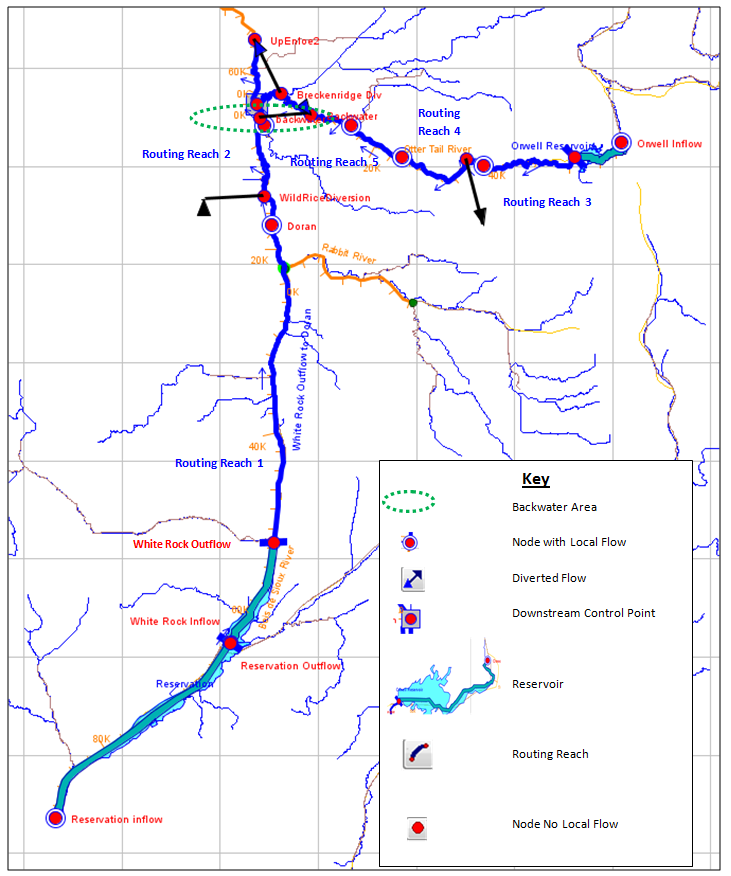 UpEnloe2
60K
0K
Breckenridge Div
0K
backwater
Backwater
Routing
Reach 4
Orwell Reservoir
Orwell Inflow
Routing Reach 2
Routing Reach 5
Otter Tail River
20K
40K
Routing Reach 3
WildRiceDiversion
Doran
Rabbit River
20K
0K
White Rock Outflow to Doran
40K
Routing Reach 1
White Rock Outflow
Bois de Sioux River
60K
White Rock Inflow
Reservation Outflow
Reservation
80K
Reservation inflow
Key
Backwater Area
Node with Local Flow
Diverted Flow
Downstream Control Point
Reservoir
Routing Reach
Node No Local Flow